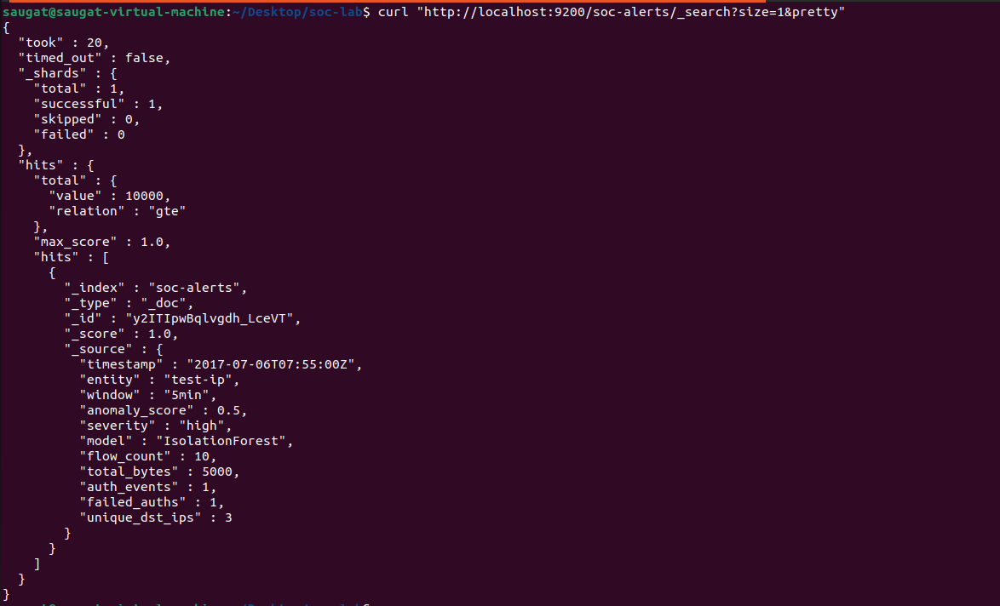 saugat@saugat-virtual-machine:~/Desktop/soc-lab$ curl "http://localhost:9200/soc-alerts/_search?size=1&pretty"
{
  "took" : 20,
  "timed_out" : false,
  "_shards" : {
    "total" : 1,
    "successful" : 1,
    "skipped" : 0,
    "failed" : 0
  },
  "hits" : {
    "total" : {
      "value" : 10000,
      "relation" : "gte"
    },
    "max_score" : 1.0,
    "hits" : [
      {
        "_index" : "soc-alerts",
        "_type" : "_doc",
        "_id" : "y2ITIpwBqlvgdh_LceVT",
        "_score" : 1.0,
        "_source" : {
          "timestamp" : "2017-07-06T07:55:00Z",
          "entity" : "test-ip",
          "window" : "5min",
          "anomaly_score" : 0.5,
          "severity" : "high",
          "model" : "IsolationForest",
          "flow_count" : 10,
          "total_bytes" : 5000,
          "auth_events" : 1,
          "failed_auths" : 1,
          "unique_dst_ips" : 3
        }
      }
    ]
  }
}